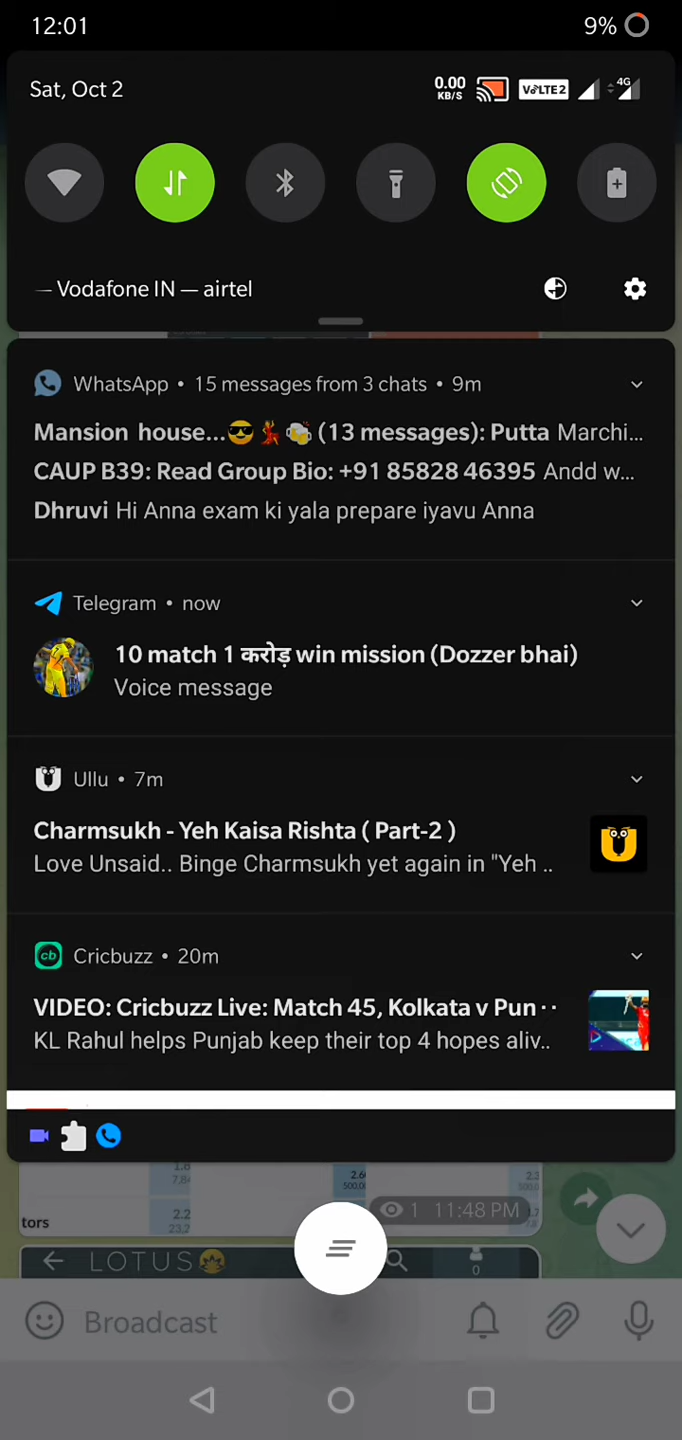 12:01
9%
Sat, Oct 2
0.00
KB/S
VoLTE2
4G
— Vodafone IN — airtel
WhatsApp • 15 messages from 3 chats • 9m
Mansion house...😎💃🍻 (13 messages): Putta Marchi...
CAUP B39: Read Group Bio: +91 85828 46395 Andd w...
Dhruvi Hi Anna exam ki yala prepare iyavu Anna
Telegram • now
10 match 1 करोड़ win mission (Dozzer bhai)
Voice message
Ullu • 7m
Charmsukh - Yeh Kaisa Rishta ( Part-2 )
Love Unsaid.. Binge Charmsukh yet again in "Yeh ..
cb
Cricbuzz • 20m
VIDEO: Cricbuzz Live: Match 45, Kolkata v Pun ··
KL Rahul helps Punjab keep their top 4 hopes aliv..
tors
2.2
1 11:48 PM
LOTUS
0
Broadcast